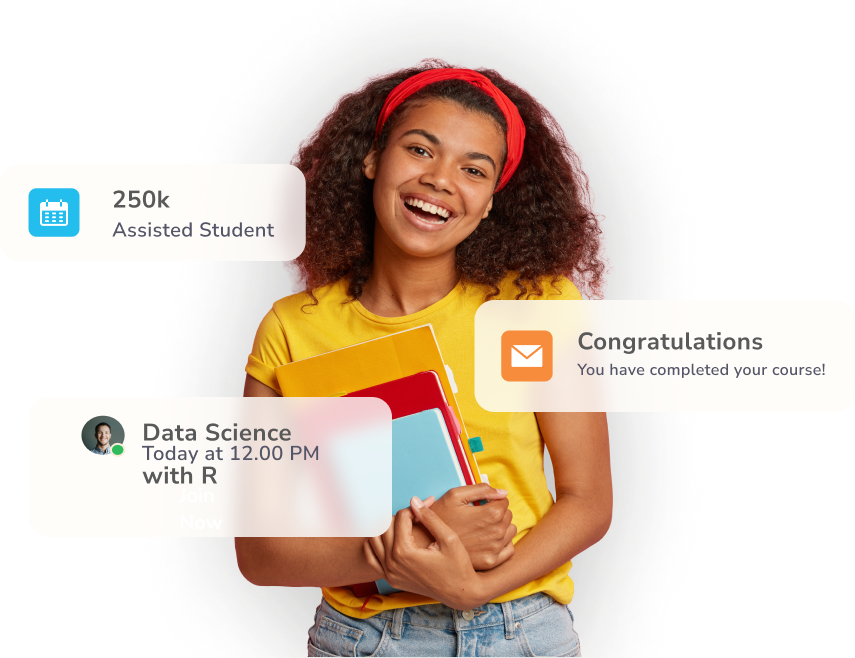 250k
Assisted Student
Congratulations
You have completed your course!
Data Science
Today at 12.00 PM
with R
Join
Now